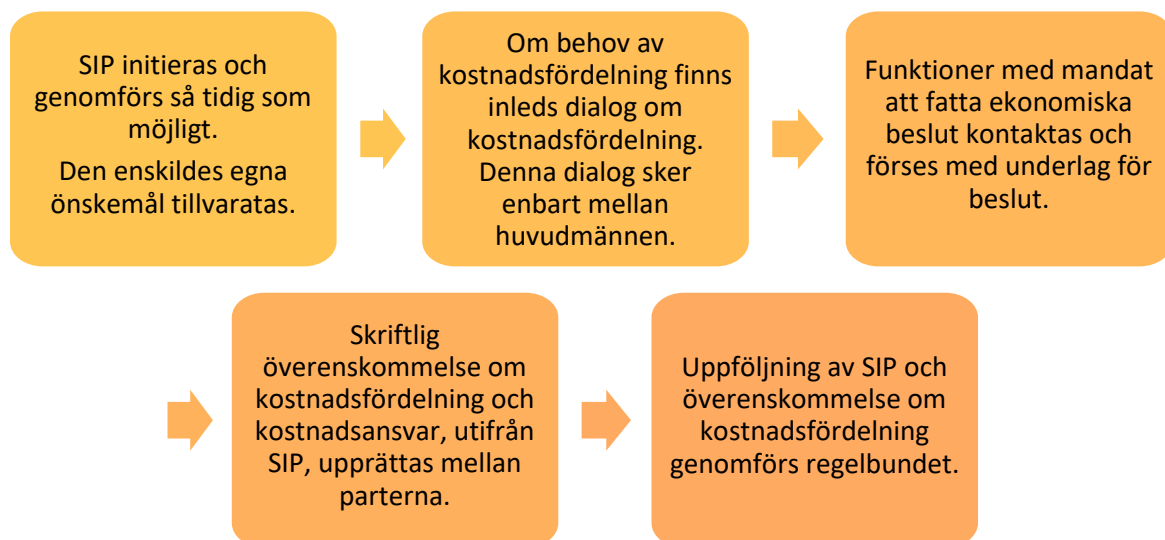 SIP initieras och
genomförs så tidig som
möjligt.
Den enskildes egna
önskemål tillvaratas.
Om behov av
kostnadsfördelning finns
inleds dialog om
kostnadsfördelning.
Denna dialog sker
enbart mellan
huvudmännen.
Funktioner med mandat
att fatta ekonomiska
beslut kontaktas och
förses med underlag för
beslut.
Skriftlig
överenskommelse om
kostnadsfördelning och
kostnadsansvar, utifrån
SIP, upprättas mellan
parterna.
Uppföljning av SIP och
överenskommelse om
kostnadsfördelning
genomförs regelbundet.